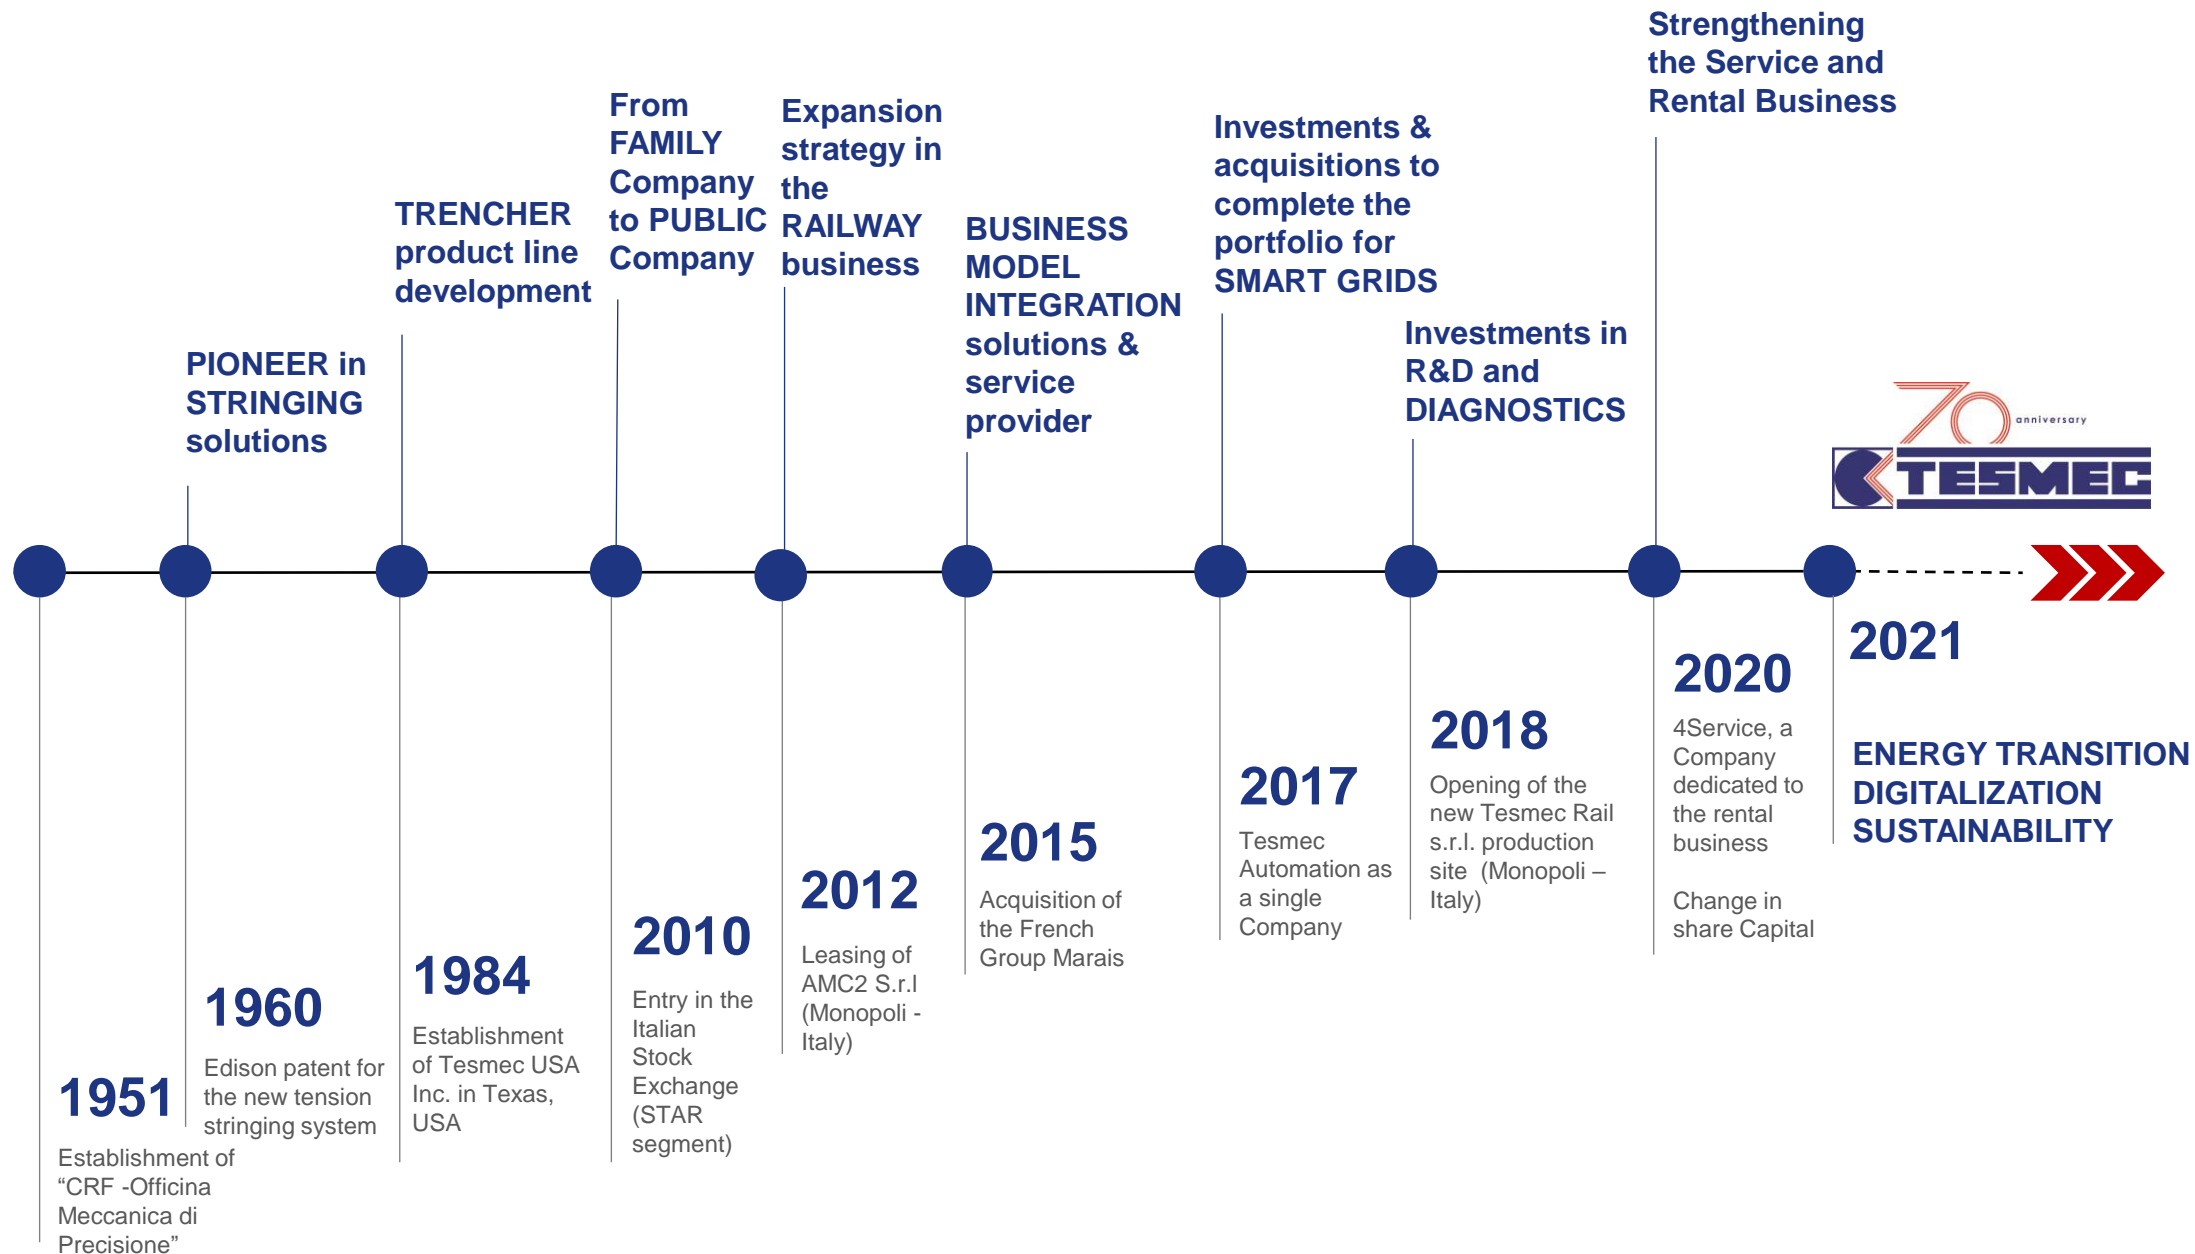 Strengthening
the Service and
Rental Business
From
FAMILY
Company
to PUBLIC
Company
Expansion
strategy in
the
RAILWAY
business
Investments &
acquisitions to
complete the
portfolio for
SMART GRIDS
TRENCHER
product line
development
BUSINESS
MODEL
INTEGRATION
solutions &
service
provider
Investments in
R&D and
DIAGNOSTICS
PIONEER in
STRINGING
solutions
70 anniversary
TESMEC
1951
Establishment of
“CRF -Officina
Meccanica di
Precisione”
1960
Edison patent for
the new tension
stringing system
1984
Establishment
of Tesmec USA
Inc. in Texas,
USA
2010
Entry in the
Italian
Stock
Exchange
(STAR
segment)
2012
Leasing of
AMC2 S.r.l
(Monopoli -
Italy)
2015
Acquisition of
the French
Group Marais
2017
Tesmec
Automation as
a single
Company
2018
Opening of the
new Tesmec Rail
s.r.l. production
site (Monopoli –
Italy)
2020
4Service, a
Company
dedicated to
the rental
business
Change in
share Capital
2021
ENERGY TRANSITION
DIGITALIZATION
SUSTAINABILITY